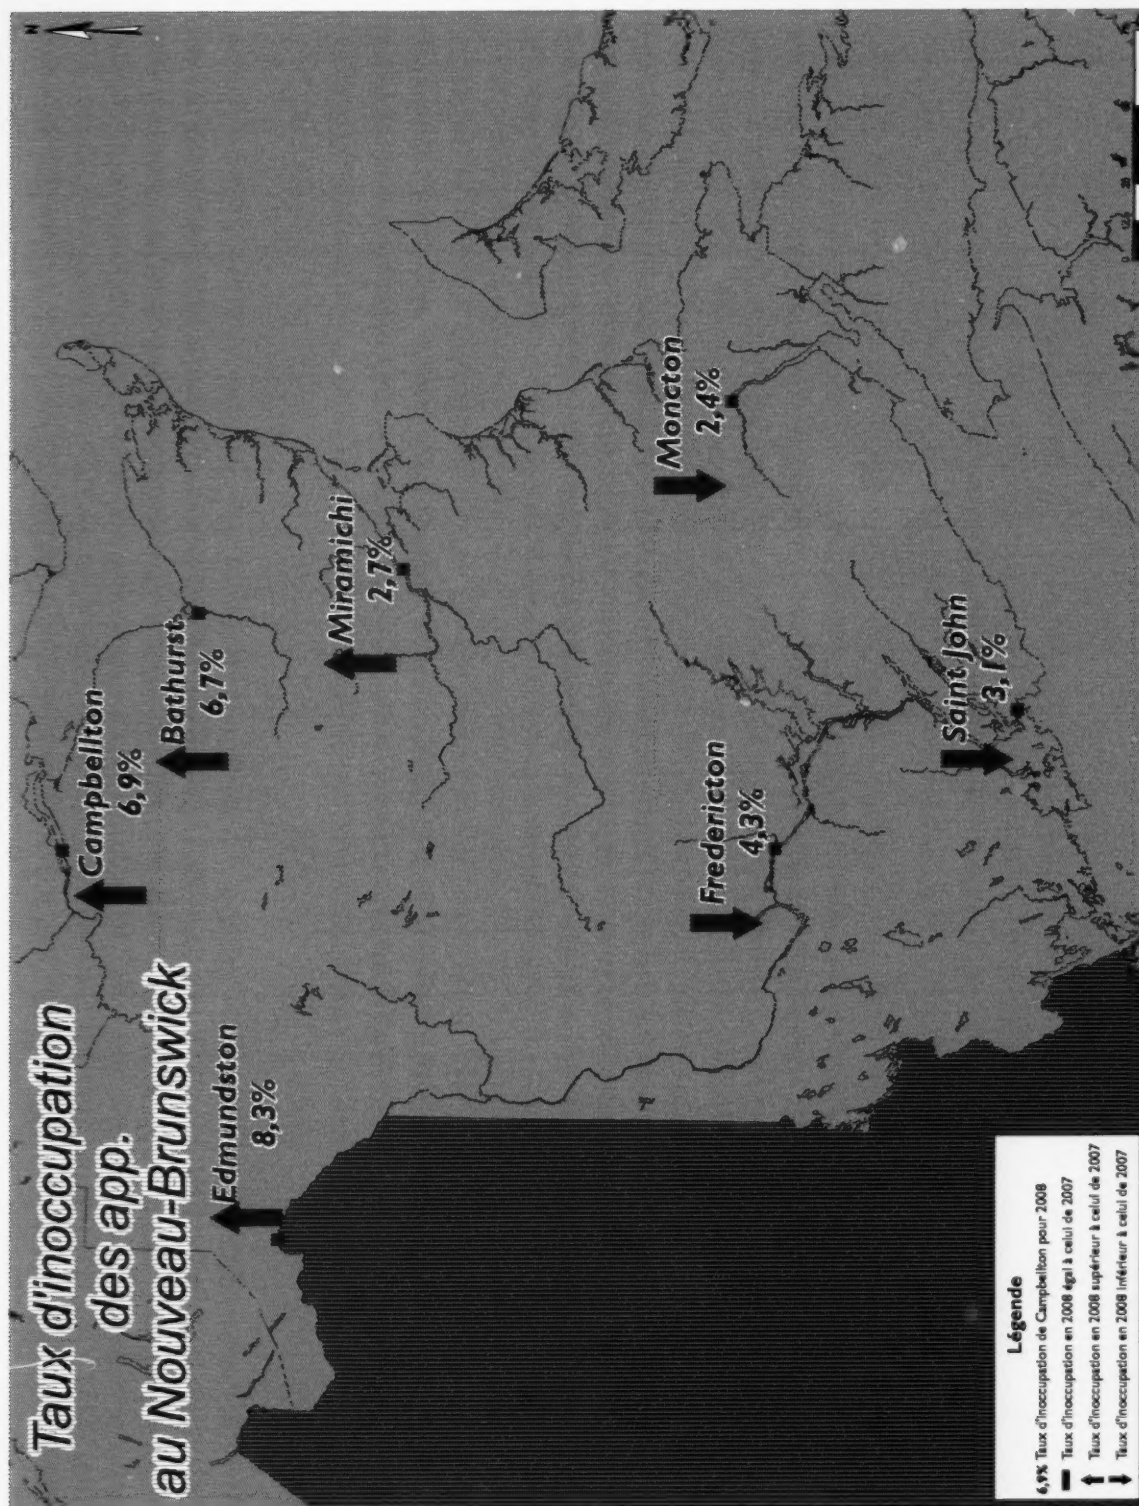 Taux d'inoccupation
des app.
au Nouveau-Brunswick
N
Campbellton
6,9%
Bathurst
6,7%
Edmundston
8,3%
Miramichi
2,7%
Moncton
2,4%
Fredericton
4,3%
Saint John
3,1%
Légende
6,9% Taux d'inoccupation de Campbellton pour 2008
Taux d'inoccupation en 2008 égal à celui de 2007
Taux d'inoccupation en 2008 supérieur à celui de 2007
Taux d'inoccupation en 2008 inférieur à celui de 2007